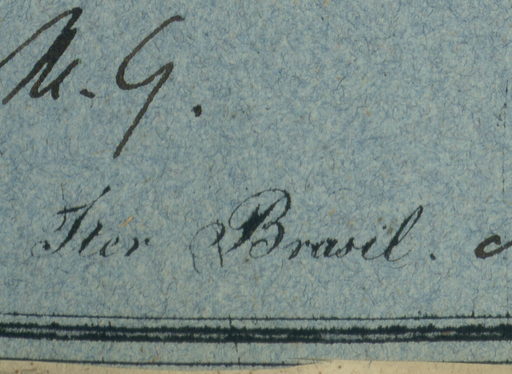 M. G.
Iter Brasil.